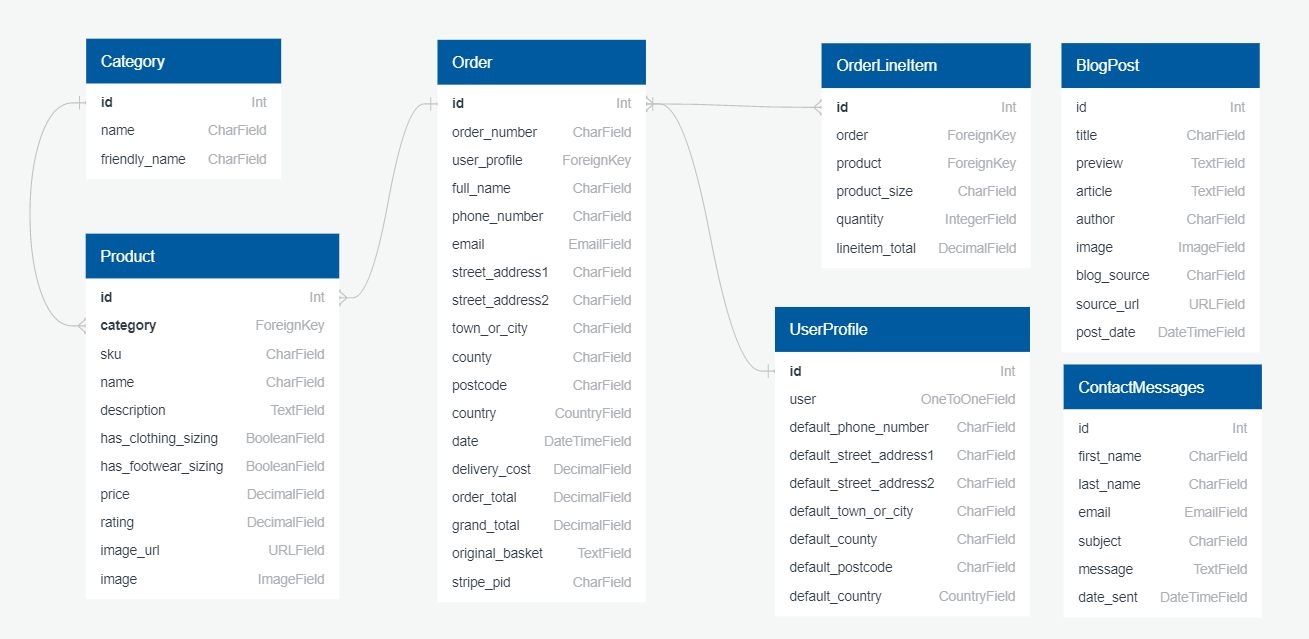 Category
id Int
name CharField
friendly_name CharField
Product
id Int
category ForeignKey
sku CharField
name CharField
description TextField
has_clothing_sizing BooleanField
has_footwear_sizing BooleanField
price DecimalField
rating DecimalField
image_url URLField
image ImageField
Order
id Int
order_number CharField
user_profile ForeignKey
full_name CharField
phone_number CharField
email EmailField
street_address1 CharField
street_address2 CharField
town_or_city CharField
county CharField
postcode CharField
country CountryField
date DateTimeField
delivery_cost DecimalField
order_total DecimalField
grand_total DecimalField
original_basket TextField
stripe_pid CharField
OrderLineItem
id Int
order ForeignKey
product ForeignKey
product_size CharField
quantity IntegerField
lineitem_total DecimalField
UserProfile
id Int
user OneToOneField
default_phone_number CharField
default_street_address1 CharField
default_street_address2 CharField
default_town_or_city CharField
default_county CharField
default_postcode CharField
default_country CountryField
BlogPost
id Int
title CharField
preview TextField
article TextField
author CharField
image ImageField
blog_source CharField
source_url URLField
post_date DateTimeField
ContactMessages
id Int
first_name CharField
last_name CharField
email EmailField
subject CharField
message TextField
date_sent DateTimeField